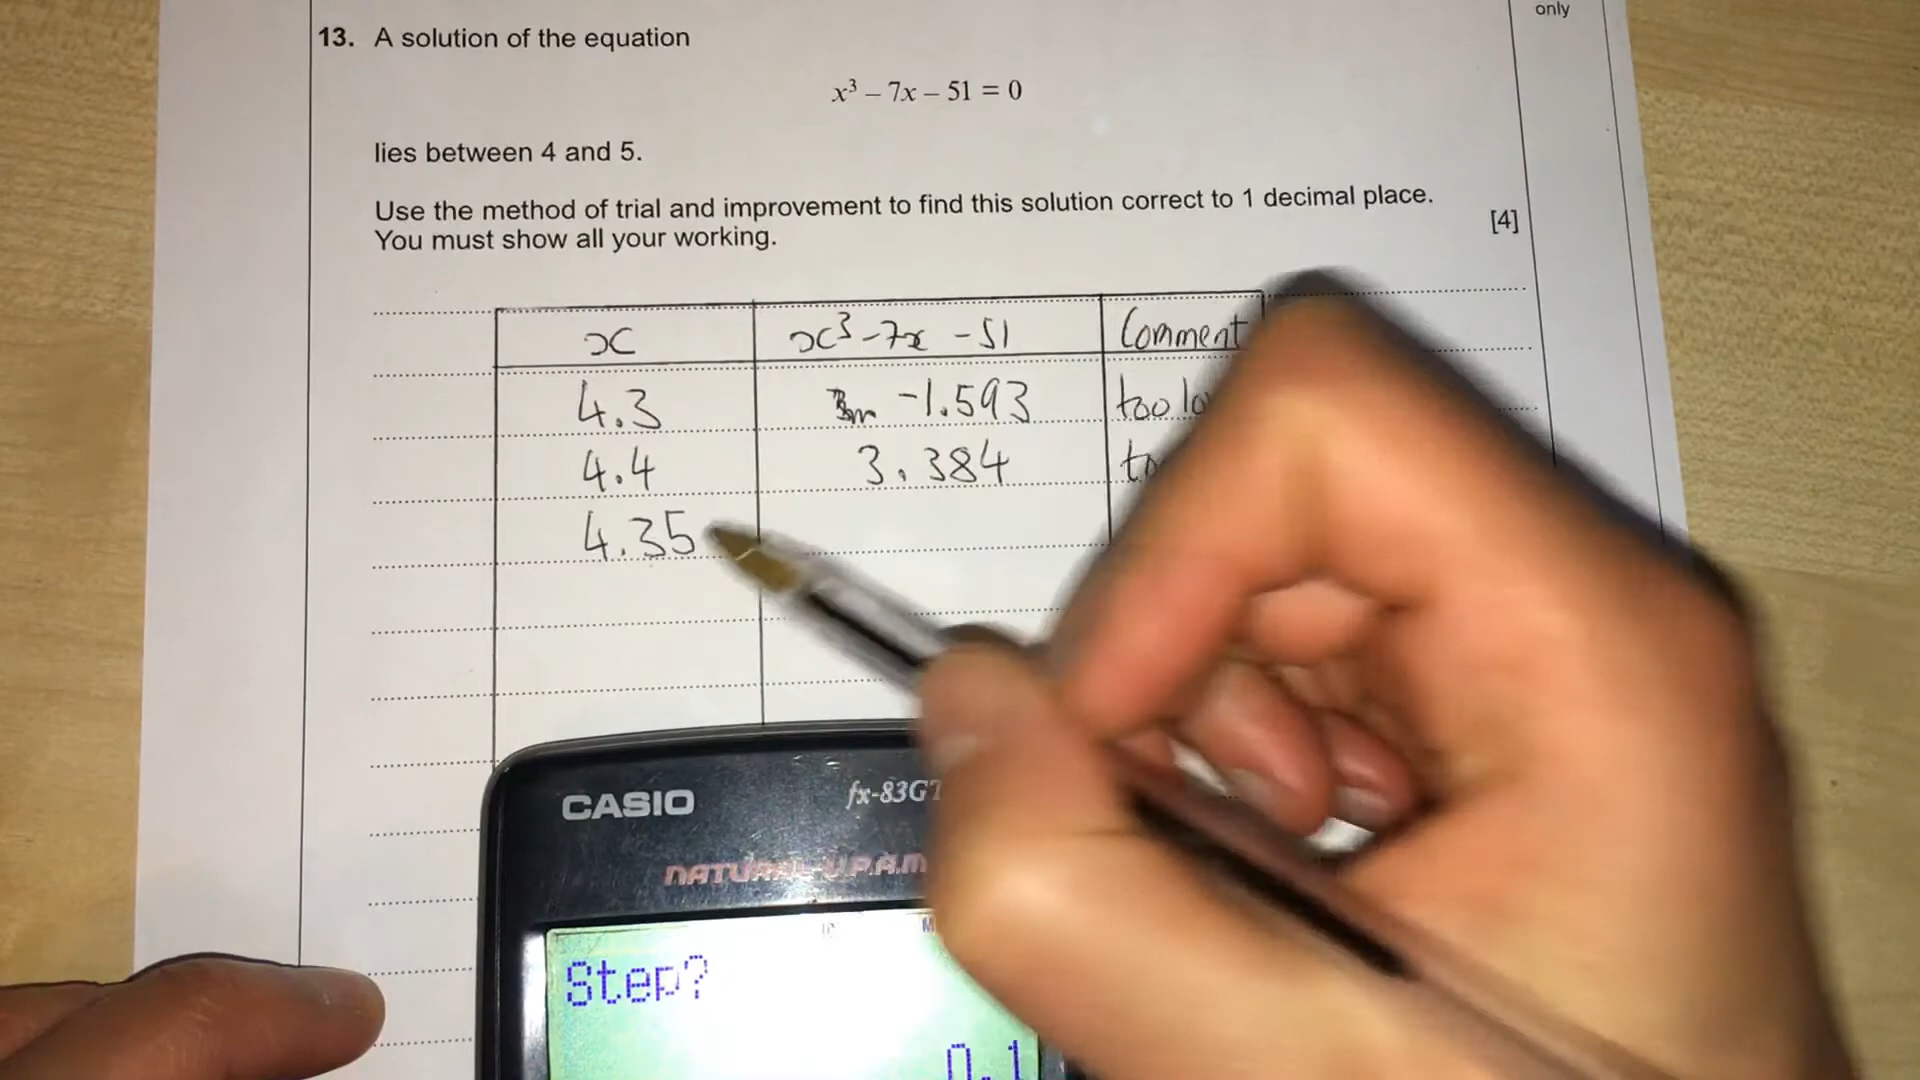 only
13. A solution of the equation
x³ – 7x – 51 = 0
lies between 4 and 5.
Use the method of trial and improvement to find this solution correct to 1 decimal place.
You must show all your working.
[4]
x x³-7x -51 Comment
4.3 -1.593 too
4.4 3.384
4.35
CASIO
NATURAL-V.P.A.M
Step?
0.1